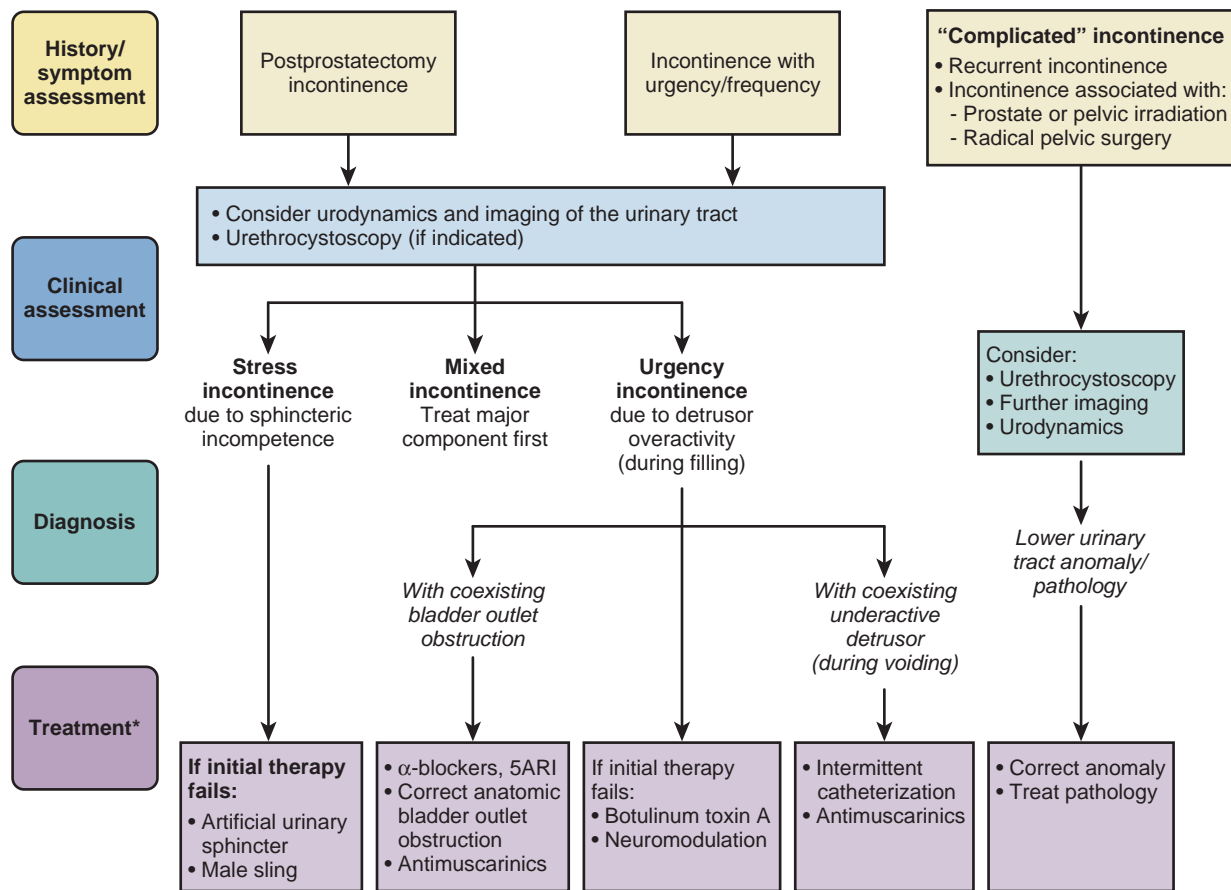 History/
symptom
assessment
Postprostatectomy
incontinence
Incontinence with
urgency/frequency
“Complicated” incontinence
• Recurrent incontinence
• Incontinence associated with:
- Prostate or pelvic irradiation
- Radical pelvic surgery
Clinical
assessment
• Consider urodynamics and imaging of the urinary tract
• Urethrocystoscopy (if indicated)
Stress
incontinence
due to sphincteric
incompetence
Mixed
incontinence
Treat major
component first
Urgency
incontinence
due to detrusor
overactivity
(during filling)
Consider:
• Urethrocystoscopy
• Further imaging
• Urodynamics
Diagnosis
With coexisting
bladder outlet
obstruction
With coexisting
underactive
detrusor
(during voiding)
Lower urinary
tract anomaly/
pathology
Treatment*
If initial therapy
fails:
• Artificial urinary
sphincter
• Male sling
• α-blockers, 5ARI
• Correct anatomic
bladder outlet
obstruction
• Antimuscarinics
If initial therapy
fails:
• Botulinum toxin A
• Neuromodulation
• Intermittent
catheterization
• Antimuscarinics
• Correct anomaly
• Treat pathology